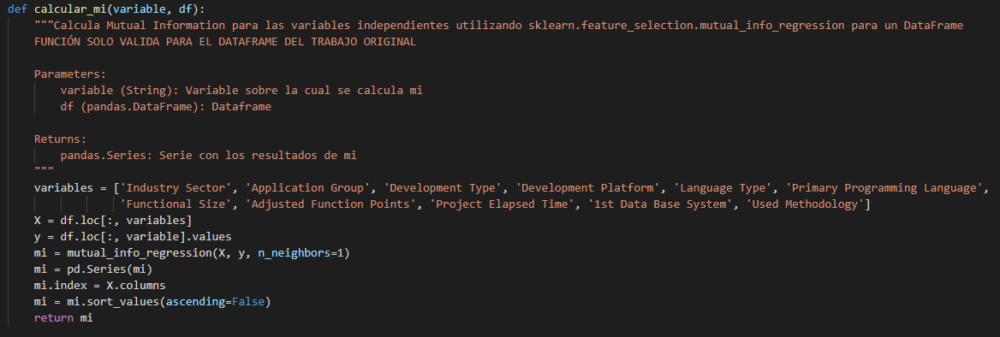 def calcular_mi(variable, df):
"""Calcula Mutual Information para las variables independientes utilizando sklearn.feature_selection.mutual_info_regression para un DataFrame
FUNCIÓN SOLO VALIDA PARA EL DATAFRAME DEL TRABAJO ORIGINAL
Parameters:
variable (String): Variable sobre la cual se calcula mi
df (pandas.DataFrame): Dataframe
Returns:
pandas.Series: Serie con los resultados de mi
"""
variables = ['Industry Sector', 'Application Group', 'Development Type', 'Development Platform', 'Language Type', 'Primary Programming Language',
'Functional Size', 'Adjusted Function Points', 'Project Elapsed Time', '1st Data Base System', 'Used Methodology']
X = df.loc[:, variables]
y = df.loc[:, variable].values
mi = mutual_info_regression(X, y, n_neighbors=1)
mi = pd.Series(mi)
mi.index = X.columns
mi = mi.sort_values(ascending=False)
return mi